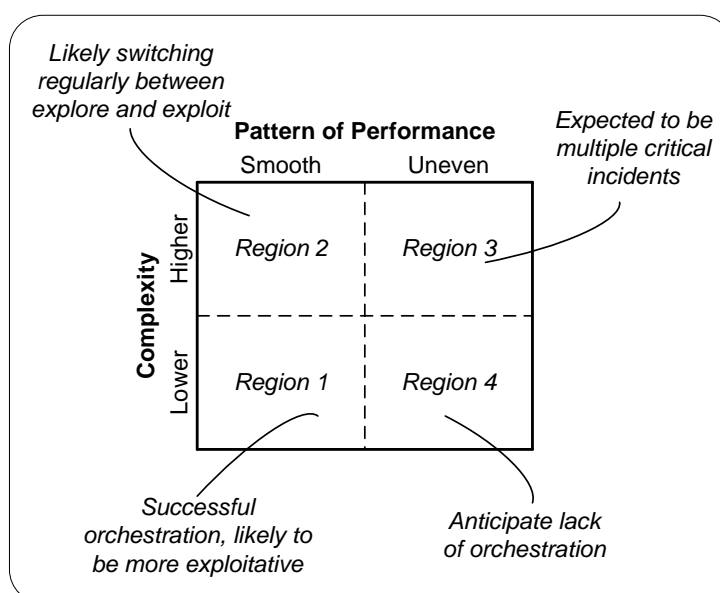 Likely switching
regularly between
explore and exploit
Pattern of Performance
Smooth
Uneven
Expected to be
multiple critical
incidents
Complexity
Higher
Lower
Region 2
Region 3
Region 1
Region 4
Successful
orchestration, likely to
be more exploitative
Anticipate lack
of orchestration